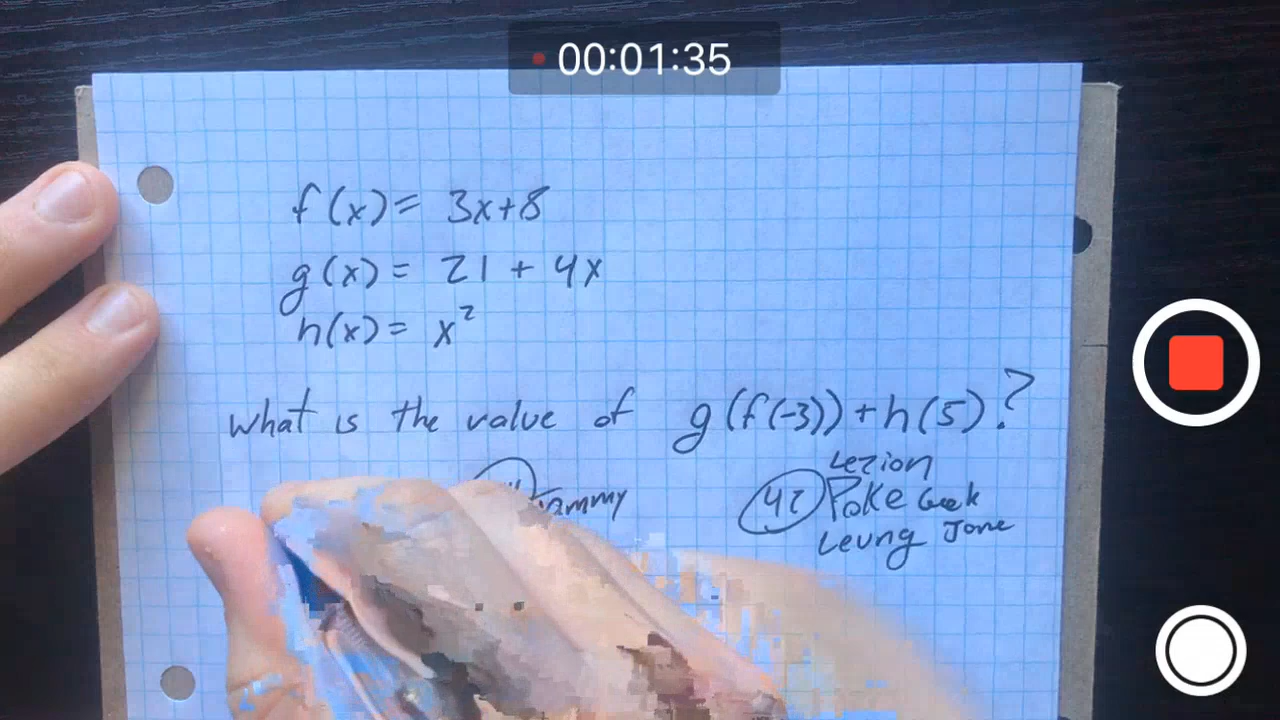 00:01:35
f(x)= 3x+8
g(x)= 21 + 4x
h(x)= x²
What is the value of g(f(-3))+h(5)?
Lezion
42 Poke Geek
Leung Jone